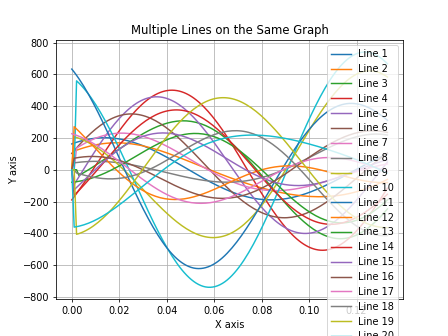 Multiple Lines on the Same Graph
800
600
400
200
0
−200
−400
−600
−800
Y axis
0.00
0.02
0.04
0.06
0.08
0.10
X axis
Line 1
Line 2
Line 3
Line 4
Line 5
Line 6
Line 7
Line 8
Line 9
Line 10
Line 11
Line 12
Line 13
Line 14
Line 15
Line 16
Line 17
Line 18
Line 19
Line 20